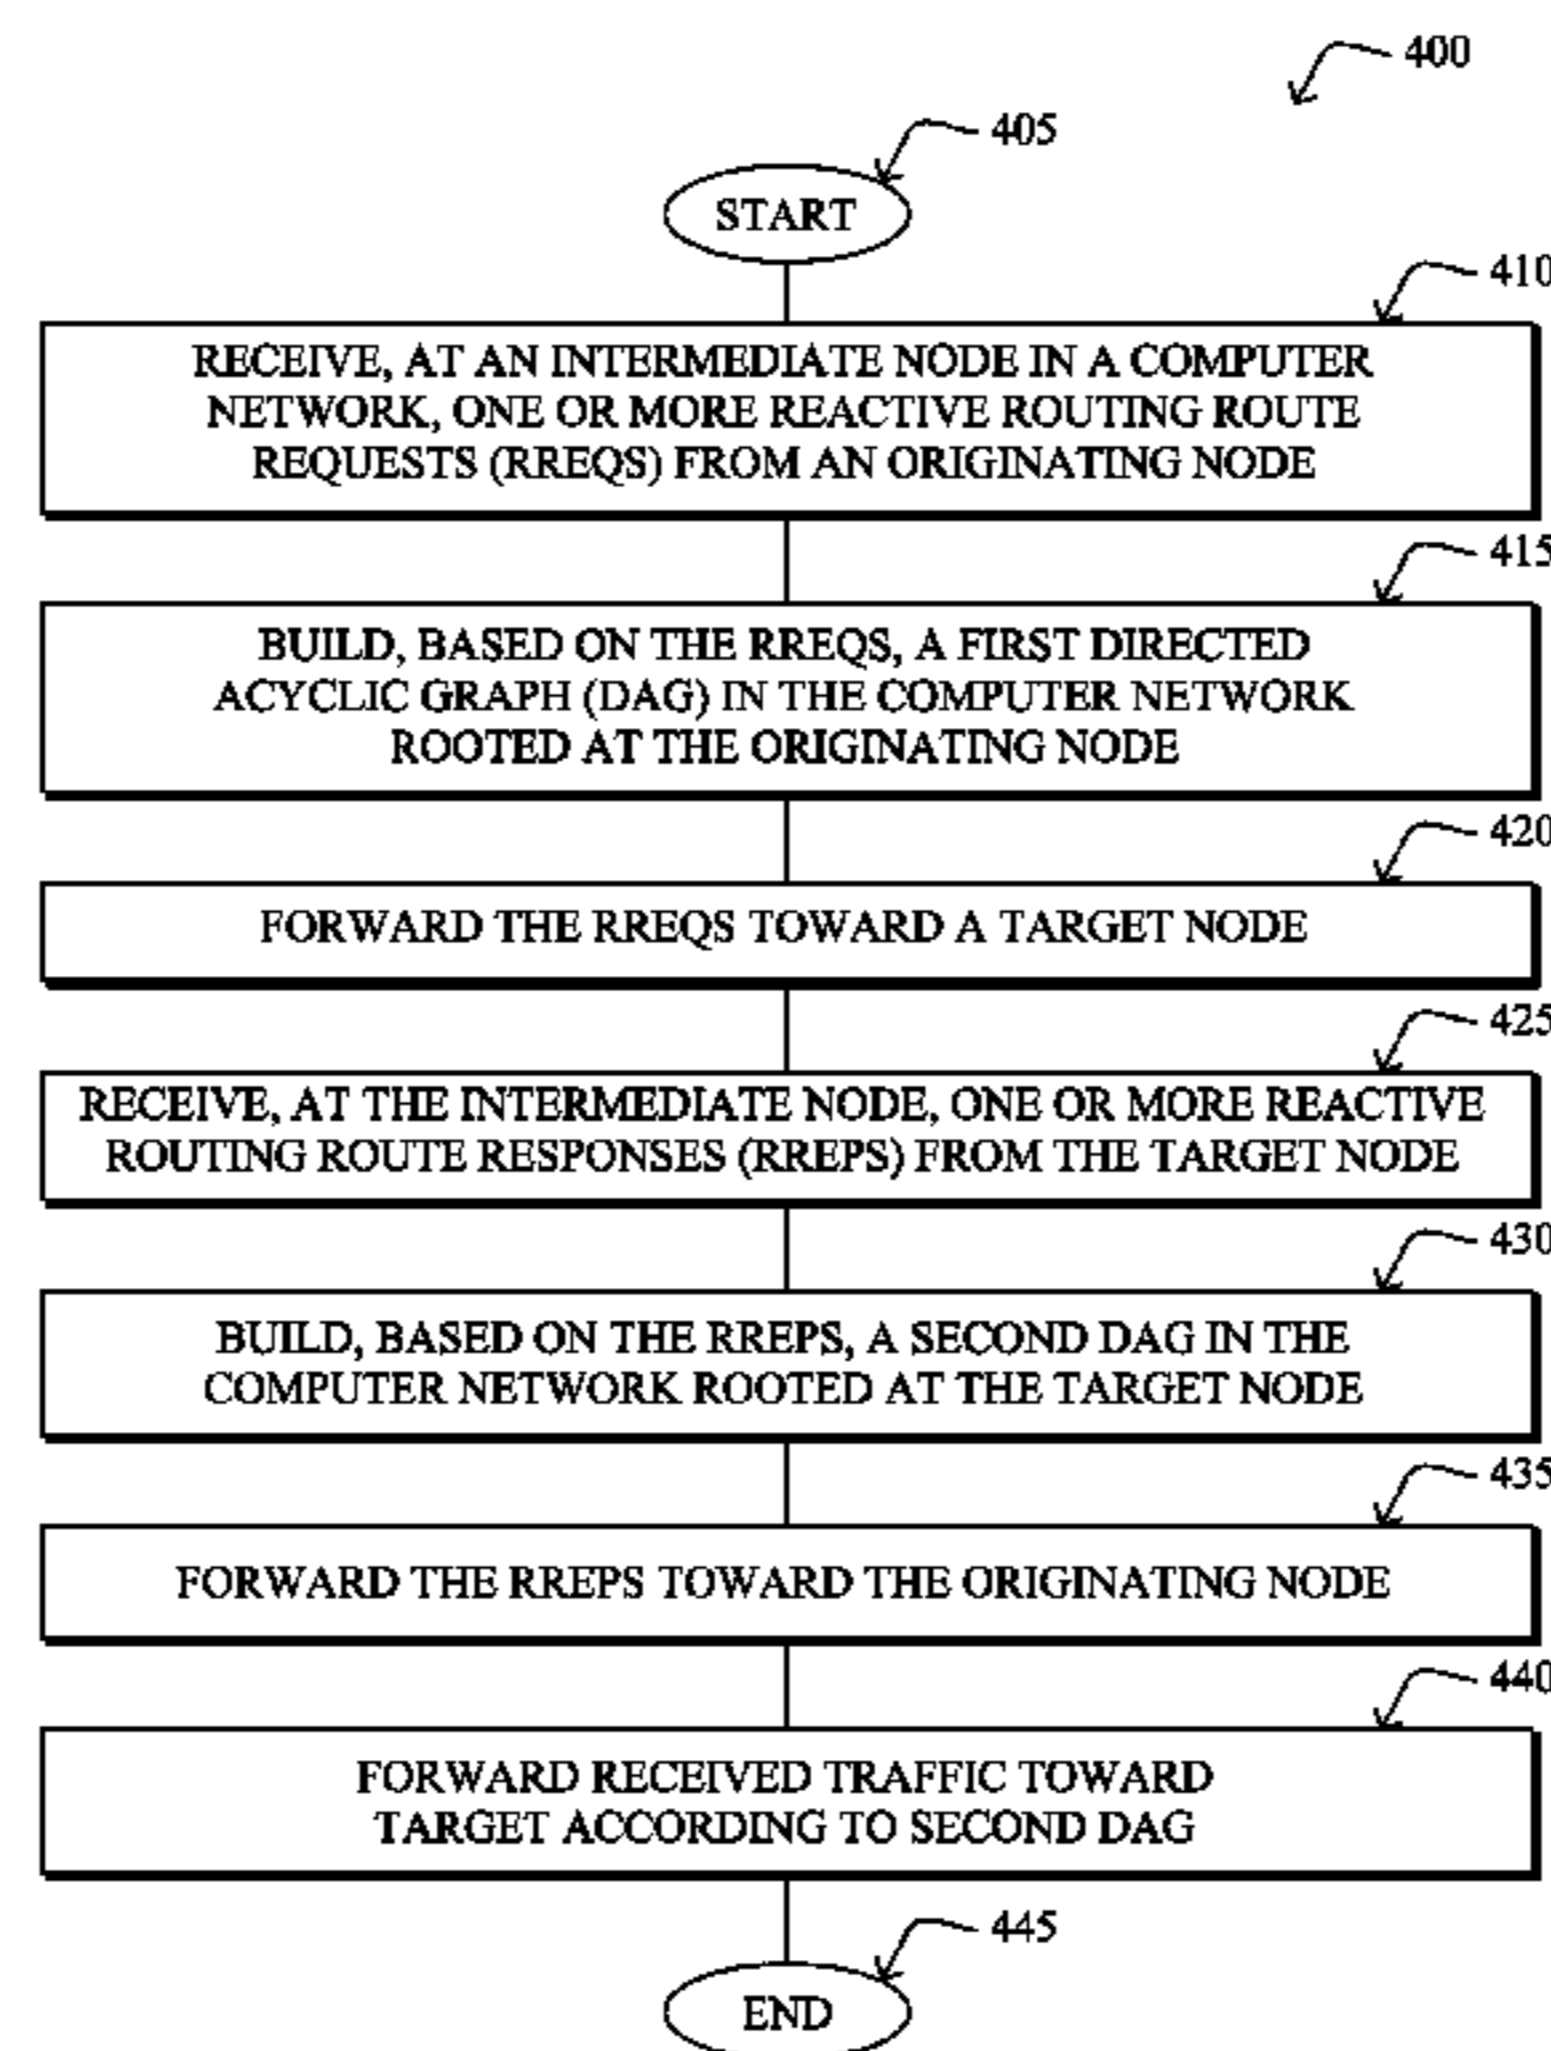 400
405
START
410
RECEIVE, AT AN INTERMEDIATE NODE IN A COMPUTER
NETWORK, ONE OR MORE REACTIVE ROUTING ROUTE
REQUESTS (RREQS) FROM AN ORIGINATING NODE
415
BUILD, BASED ON THE RREQS, A FIRST DIRECTED
ACYCLIC GRAPH (DAG) IN THE COMPUTER NETWORK
ROOTED AT THE ORIGINATING NODE
420
FORWARD THE RREQS TOWARD A TARGET NODE
425
RECEIVE, AT THE INTERMEDIATE NODE, ONE OR MORE REACTIVE
ROUTING ROUTE RESPONSES (RREPS) FROM THE TARGET NODE
430
BUILD, BASED ON THE RREPS, A SECOND DAG IN THE
COMPUTER NETWORK ROOTED AT THE TARGET NODE
435
FORWARD THE RREPS TOWARD THE ORIGINATING NODE
440
FORWARD RECEIVED TRAFFIC TOWARD
TARGET ACCORDING TO SECOND DAG
445
END